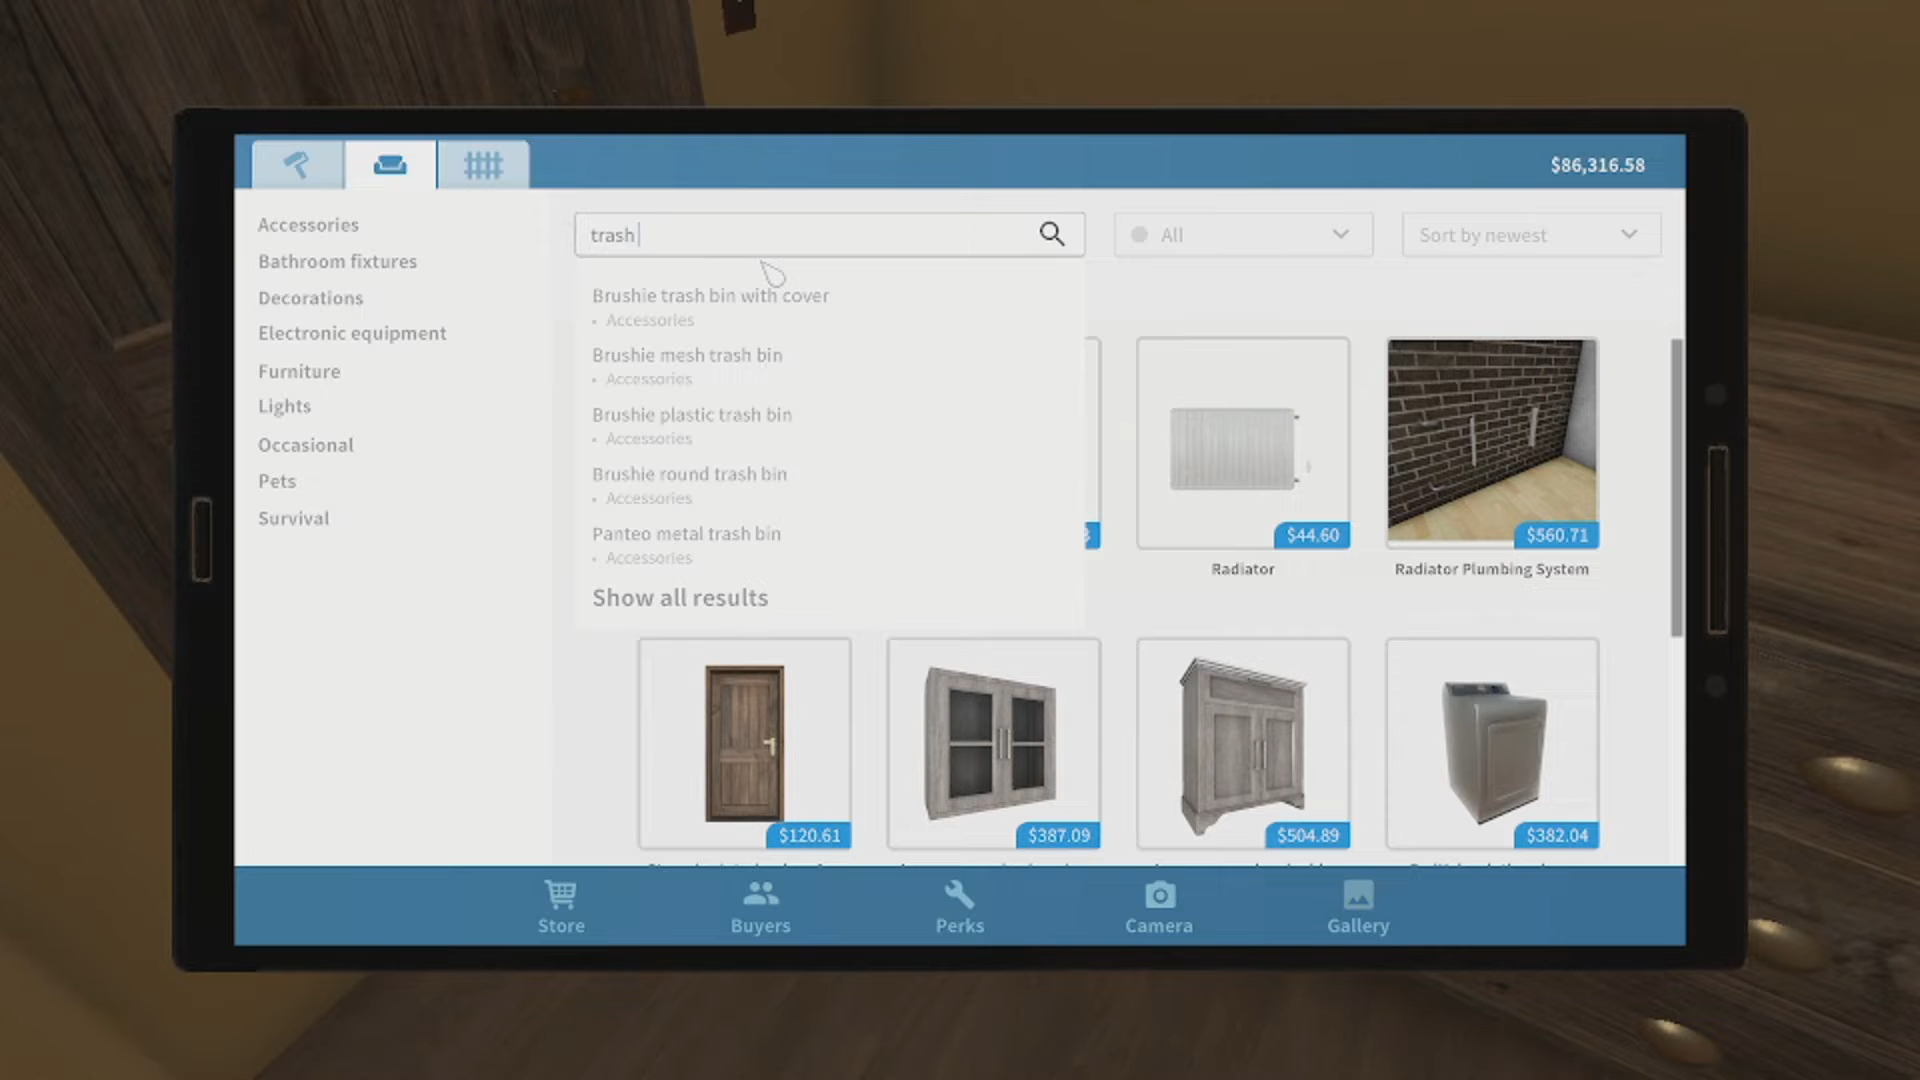 $86,316.58
Accessories
Bathroom fixtures
Decorations
Electronic equipment
Furniture
Lights
Occasional
Pets
Survival
trash
All
Sort by newest
Brushie trash bin with cover
• Accessories
Brushie mesh trash bin
• Accessories
Brushie plastic trash bin
• Accessories
Brushie round trash bin
• Accessories
Panteo metal trash bin
• Accessories
Show all results
$44.60
$560.71
Radiator
Radiator Plumbing System
$120.61
$387.09
$504.89
$382.04
Store
Buyers
Perks
Camera
Gallery